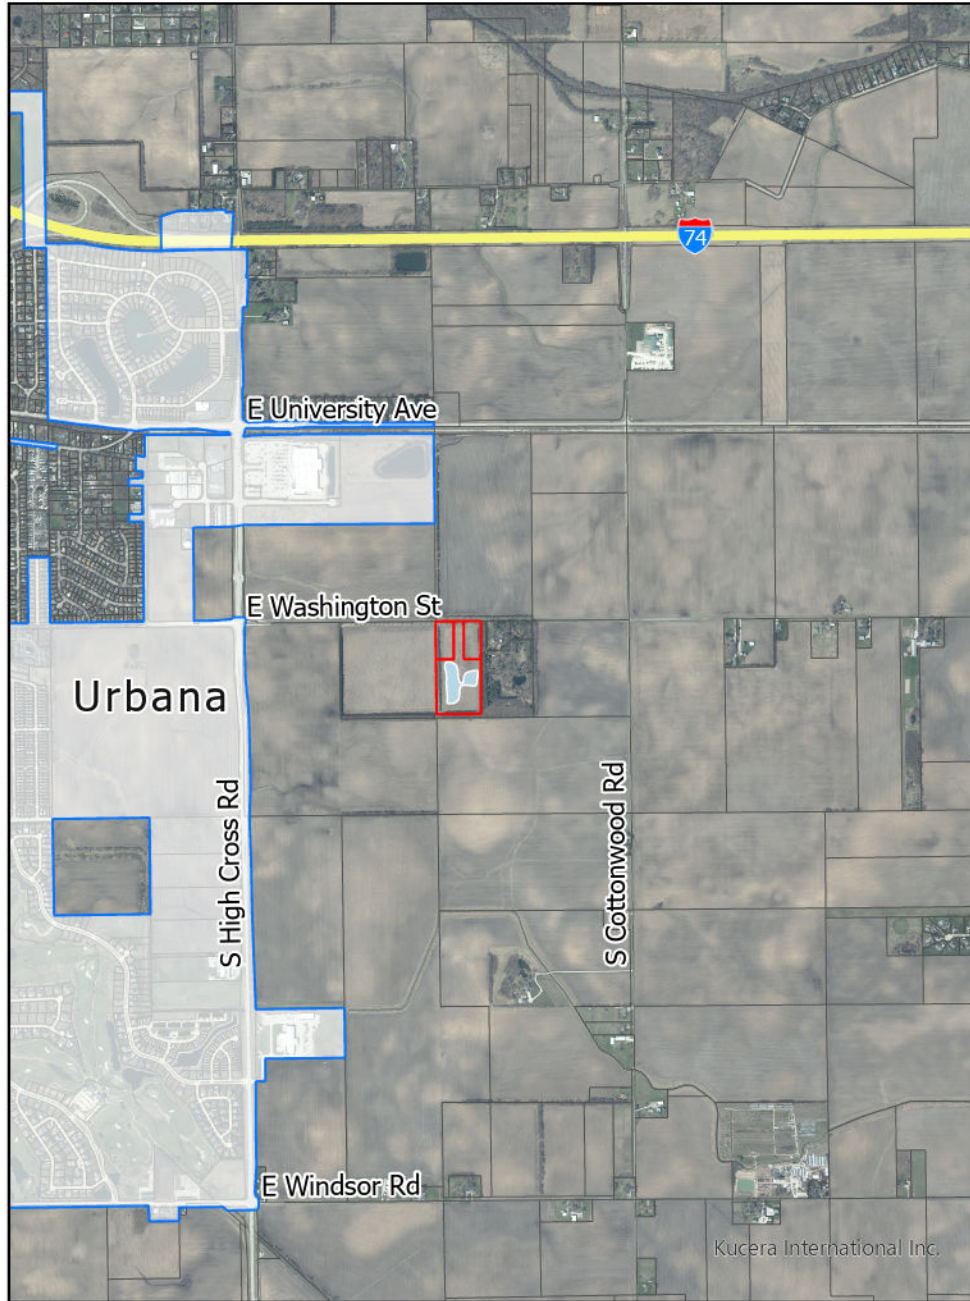 74
E University Ave
E Washington St
Urbana
S High Cross Rd
S Cottonwood Rd
E Windsor Rd
Kucera International Inc.